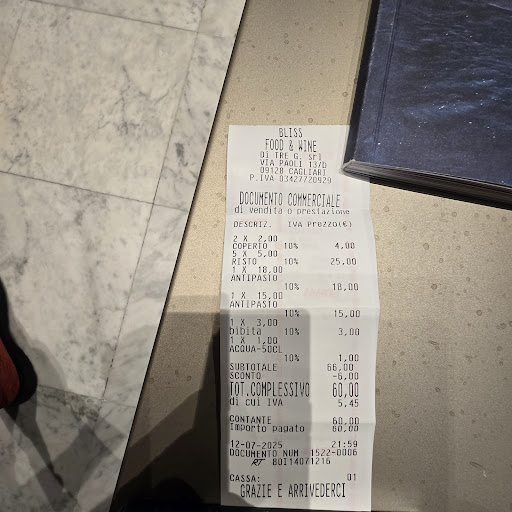 BLISS
FOOD & WINE
Di TRE G. srl
VIA PAOLI 13/b
09128 CAGLIARI
P.IVA 03427720929
DOCUMENTO COMMERCIALE
di vendita o prestazione
DESCRIZ. IVA Prezzo(€)
2 X 2,00
COPERTO 10% 4,00
5 X 5,00
RISTO 10% 25,00
1 X 18,00
ANTIPASTO
10% 18,00
1 X 15,00
ANTIPASTO
10% 15,00
1 X 3,00
bibita 10% 3,00
1 X 1,00
ACQUA-50CL
10% 1,00
SUBTOTALE 66,00
SCONTO -6,00
TOT.COMPLESSIVO 60,00
di cui IVA 5,45
CONTANTE 60,00
Importo pagato 60,00
12-07-2025 21:59
DOCUMENTO NUM 1522-0006
RT 80I14071216
CASSA: 01
GRAZIE E ARRIVEDERCI